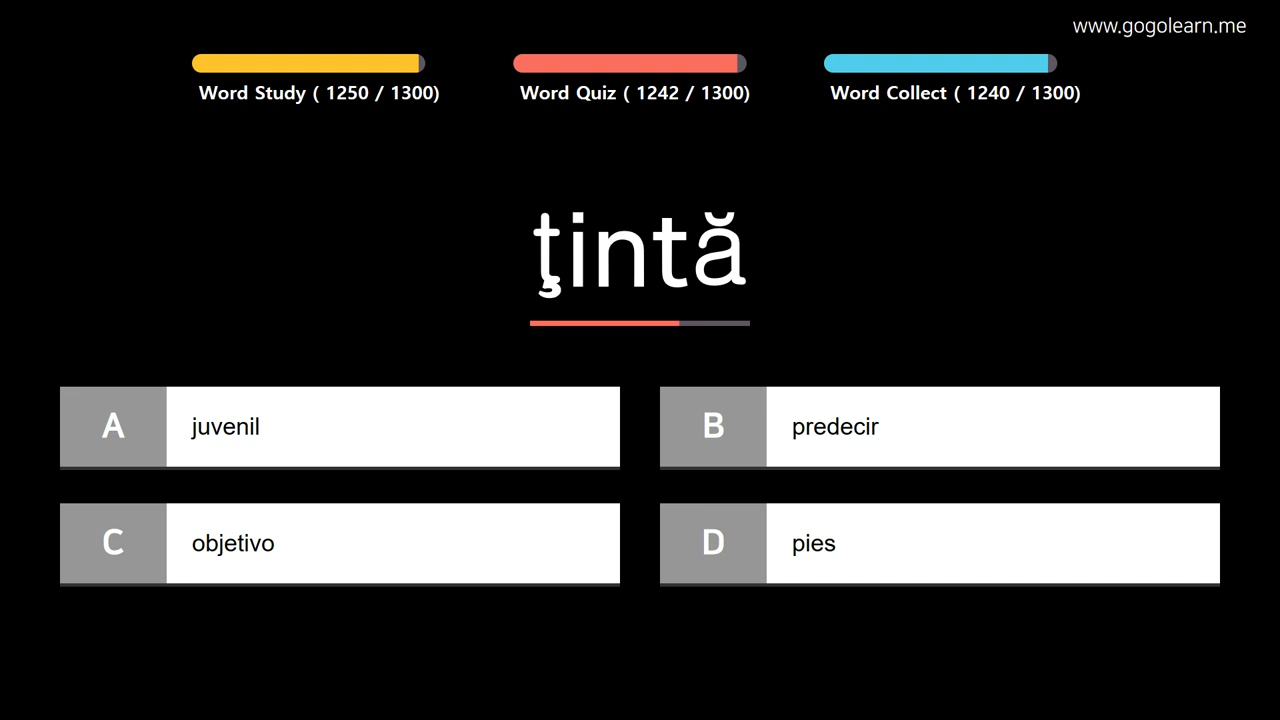 www.gogolearn.me
Word Study ( 1250 / 1300)
Word Quiz ( 1242 / 1300)
Word Collect ( 1240 / 1300)
ţintă
A juvenil
B predecir
C objetivo
D pies